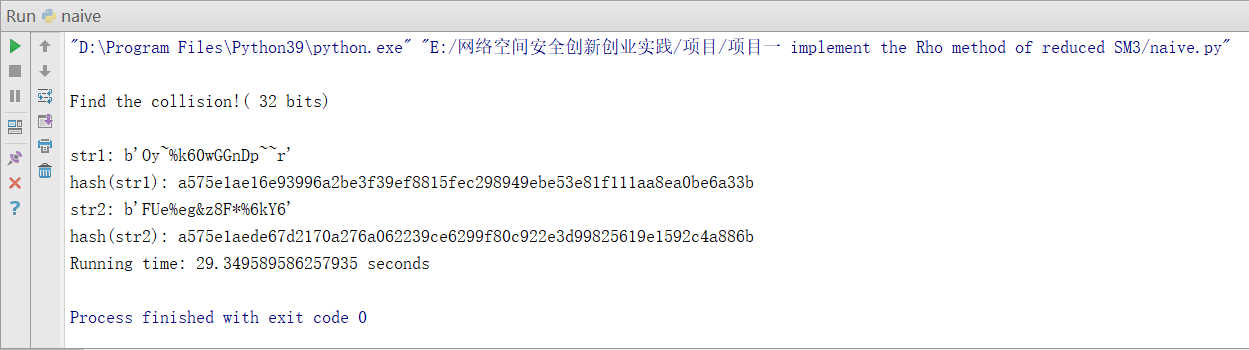 Run naive
"D:\Program Files\Python39\python.exe" "E:/网络空间安全创新创业实践/项目/项目一 implement the Rho method of reduced SM3/naive.py"
Find the collision!( 32 bits)
str1: b'Oy~%k60wGGnDp~~r'
hash(str1): a575e1ae16e93996a2be3f39ef8815fec298949ebe53e81f111aa8ea0be6a33b
str2: b'FUe%eg&z8F*%6kY6'
hash(str2): a575e1aede67d2170a276a062239ce6299f80c922e3d99825619e1592c4a886b
Running time: 29.349589586257935 seconds
Process finished with exit code 0